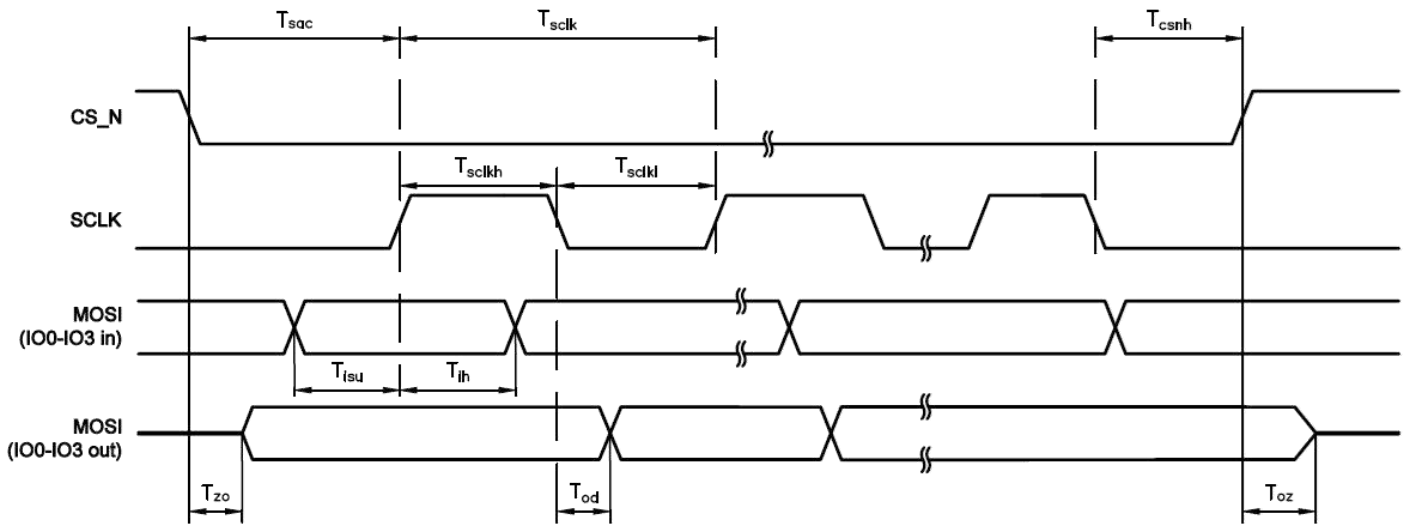 Tsac Tsclk Tcsnh
CS_N
Tsclkh Tsclkl
SCLK
MOSI
(IO0-IO3 in)
Tisu Tih
MOSI
(IO0-IO3 out)
Tzo Tod Toz